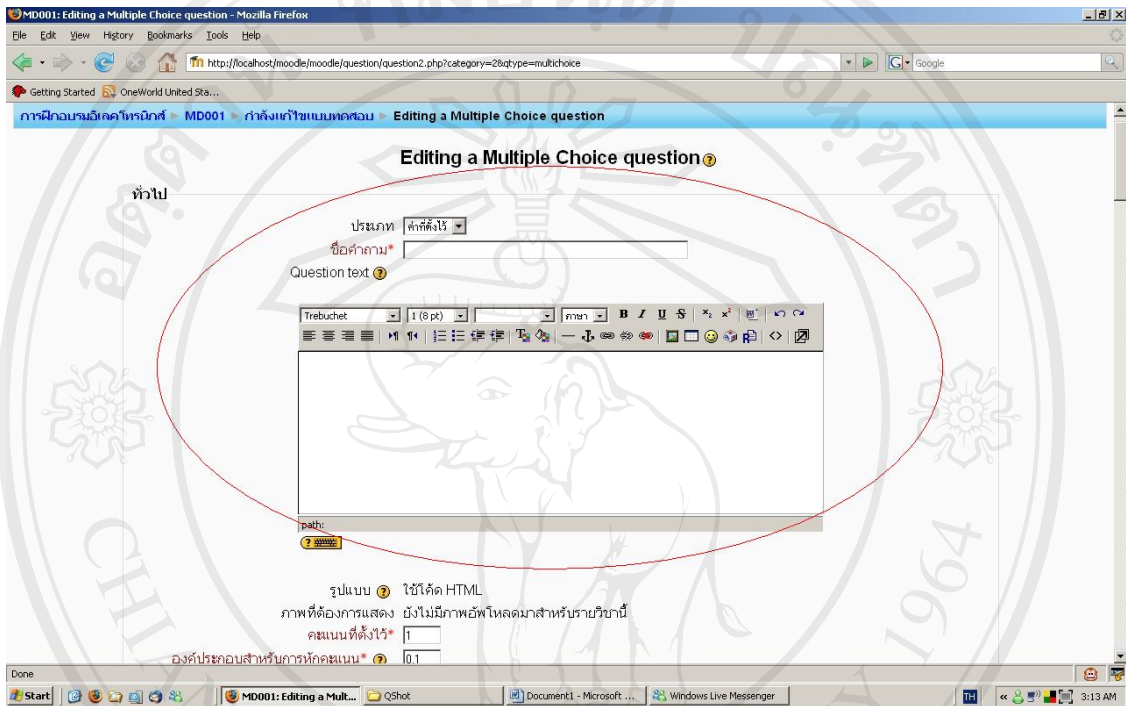 MD001: Editing a Multiple Choice question - Mozilla Firefox
File Edit View History Bookmarks Tools Help
http://localhost/moodle/moodle/question/question2.php?category=2&qtype=multichoice
Google
Getting Started OneWorld United Sta...
การฝึกอบรมอิเลคโทรนิกส์ ► MD001 ► กำลังแก้ไขแบบทดสอบ ► Editing a Multiple Choice question
Editing a Multiple Choice question
ทั่วไป
ประเภท ค่าที่ตั้งไว้
ชื่อคำถาม*
Question text
Trebuchet 1 (8 pt) ภาษา B I U S x₂ x²
path:
รูปแบบ ใช้โค้ด HTML
ภาพที่ต้องการแสดง ยังไม่มีภาพอัพโหลดมาสำหรับรายวิชานี้
คะแนนที่ตั้งไว้* 1
องค์ประกอบสำหรับการหักคะแนน* 0.1
Done
Start MD001: Editing a Mult... QShot Document1 - Microsoft ... Windows Live Messenger TH 3:13 AM
1964